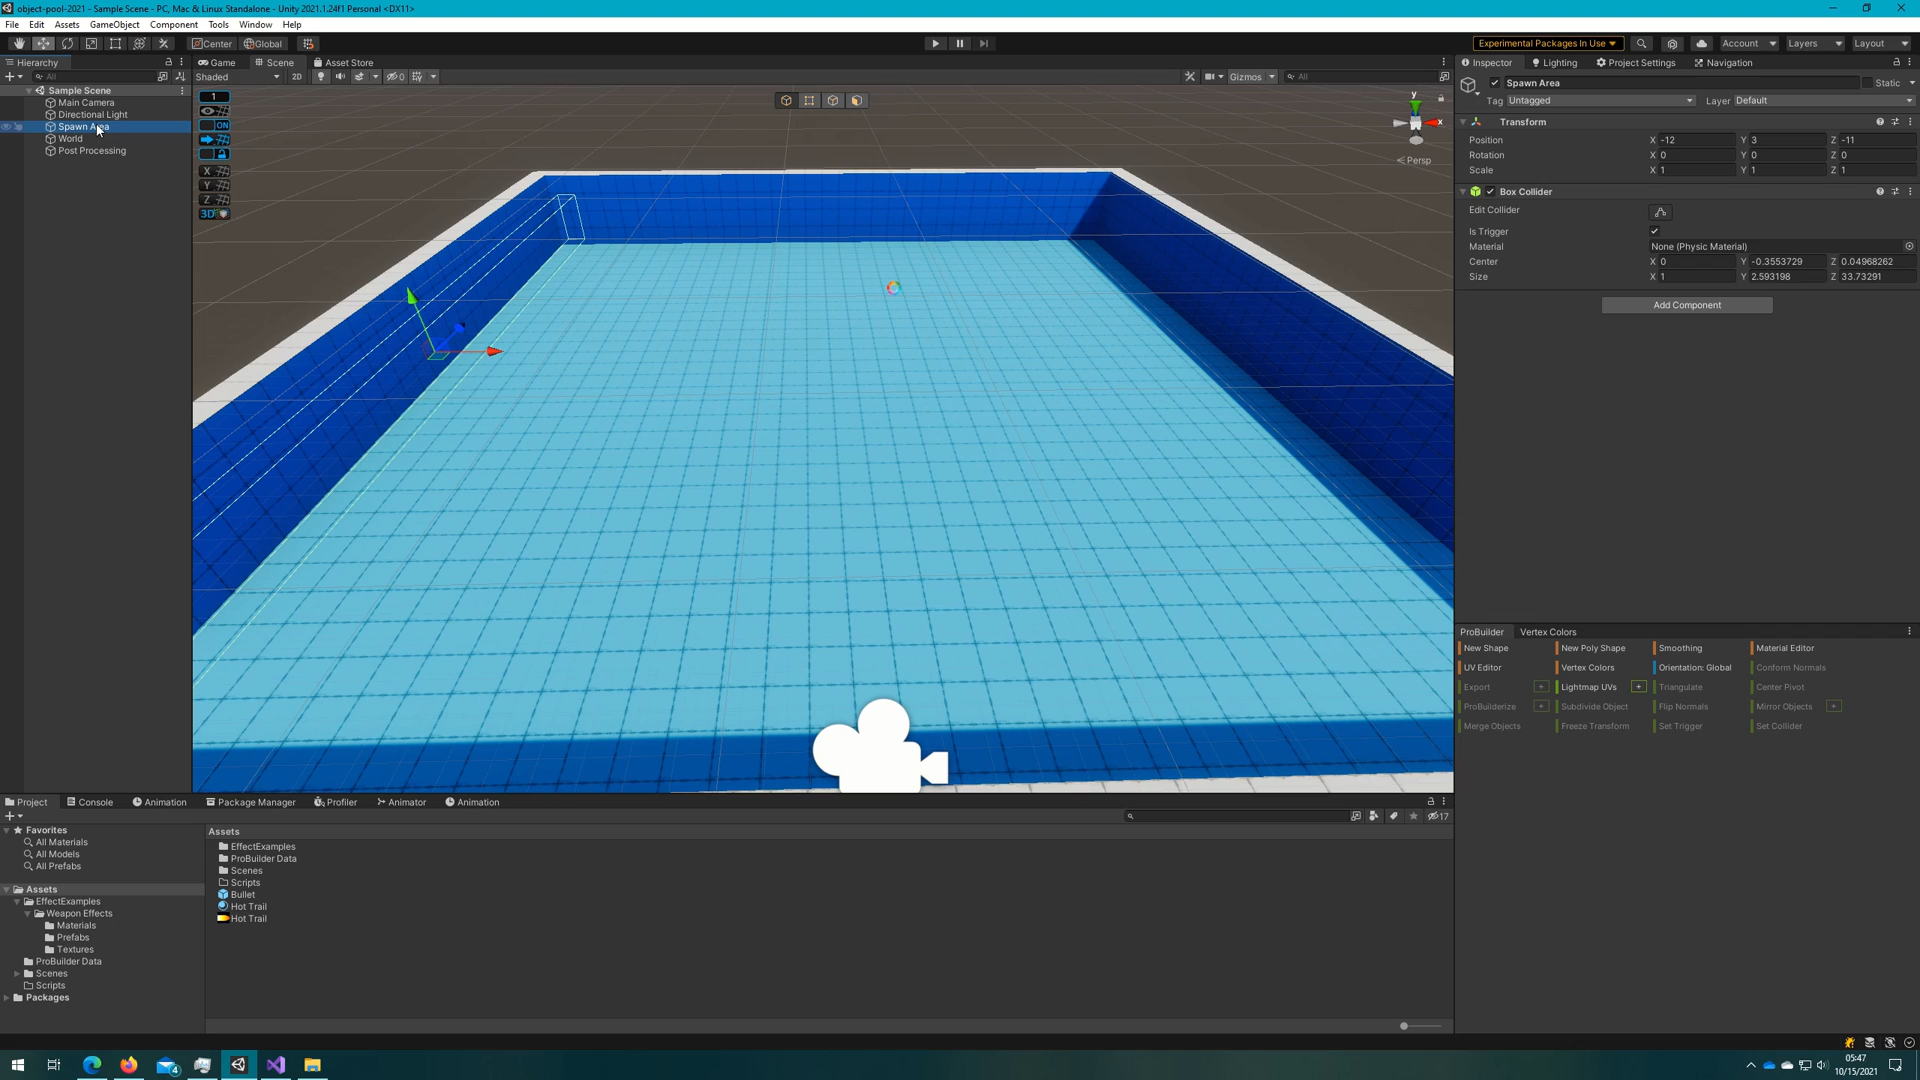 object-pool-2021 - Sample Scene - PC, Mac & Linux Standalone - Unity 2021.1.24f1 Personal <DX11>
File Edit Assets GameObject Component Tools Window Help
Center Global
Experimental Packages In Use Account Layers Layout
Hierarchy
All
Sample Scene
Main Camera
Directional Light
Spawn Area
World
Post Processing
Game Scene Asset Store
Shaded 2D 0 Gizmos All
1
ON
X
Y
Z
3D
y
x
< Persp
Inspector Lighting Project Settings Navigation
Spawn Area Static
Tag Untagged Layer Default
Transform
Position X -12 Y 3 Z -11
Rotation X 0 Y 0 Z 0
Scale X 1 Y 1 Z 1
Box Collider
Edit Collider
Is Trigger
Material None (Physic Material)
Center X 0 Y -0.3553729 Z 0.04968262
Size X 1 Y 2.593198 Z 33.73291
Add Component
ProBuilder Vertex Colors
New Shape New Poly Shape Smoothing Material Editor
UV Editor Vertex Colors Orientation: Global Conform Normals
Export + Lightmap UVs + Triangulate Center Pivot
ProBuilderize + Subdivide Object Flip Normals Mirror Objects +
Merge Objects Freeze Transform Set Trigger Set Collider
Project Console Animation Package Manager Profiler Animator Animation
17
Favorites
All Materials
All Models
All Prefabs
Assets
EffectExamples
Weapon Effects
Materials
Prefabs
Textures
ProBuilder Data
Scenes
Scripts
Packages
Assets
EffectExamples
ProBuilder Data
Scenes
Scripts
Bullet
Hot Trail
Hot Trail
4
05:47
10/15/2021